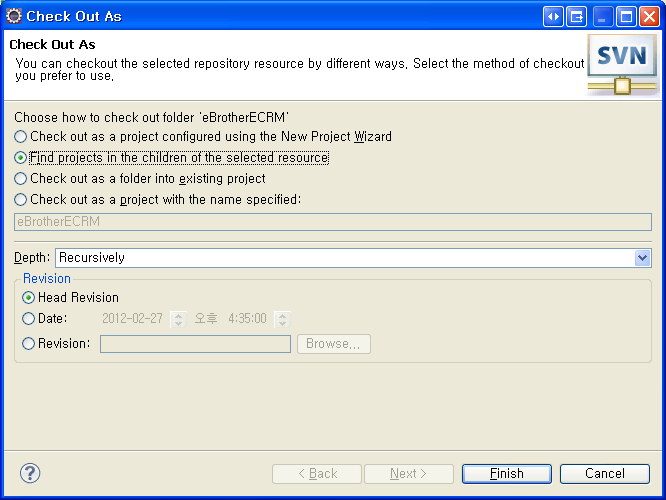 Check Out As
Check Out As
You can checkout the selected repository resource by different ways. Select the method of checkout
you prefer to use.
SVN
Choose how to check out folder 'eBrotherECRM'
Check out as a project configured using the New Project Wizard
Find projects in the children of the selected resource
Check out as a folder into existing project
Check out as a project with the name specified:
eBrotherECRM
Depth: Recursively
Revision
Head Revision
Date: 2012-02-27 오후 4:35:00
Revision: Browse...
? < Back Next > Finish Cancel